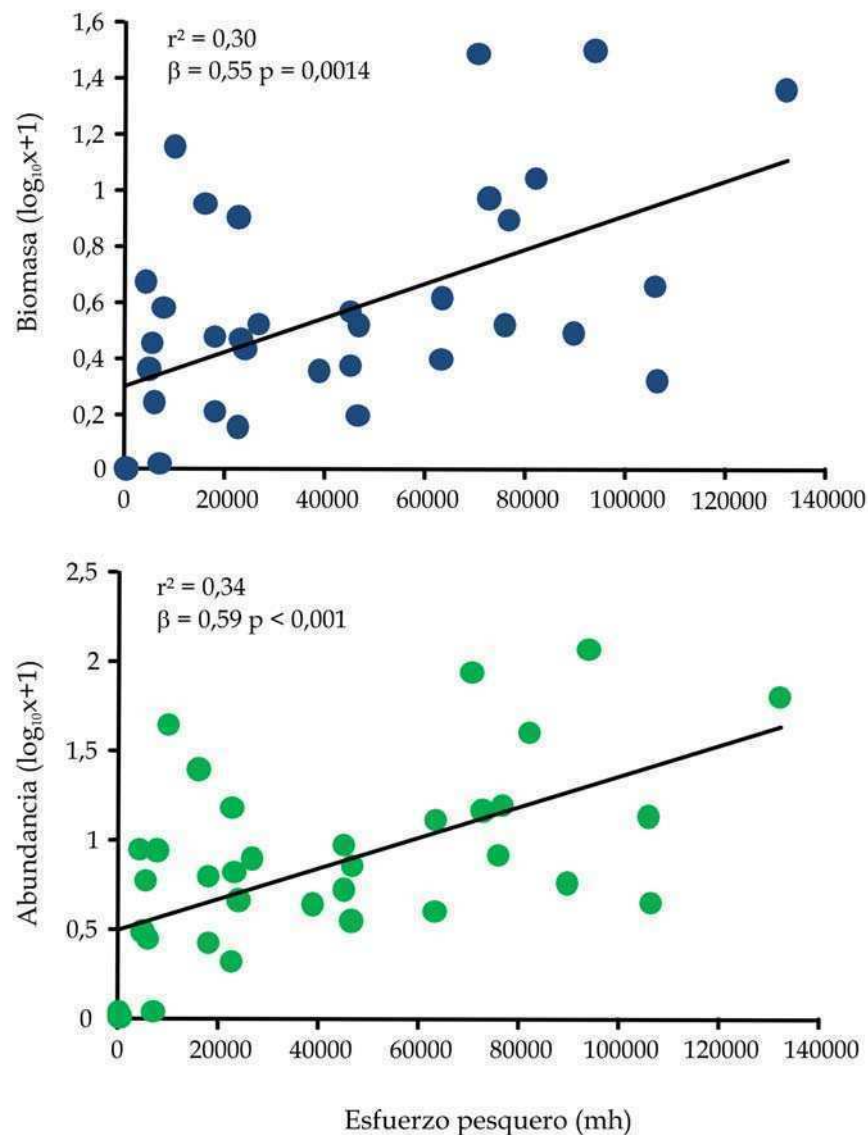 r² = 0,30
β = 0,55 p = 0,0014
Biomasa (log₁₀x+1)
1,6
1,4
1,2
1
0,8
0,6
0,4
0,2
0
0 20000 40000 60000 80000 100000 120000 140000
r² = 0,34
β = 0,59 p < 0,001
Abundancia (log₁₀x+1)
2,5
2
1,5
1
0,5
0
0 20000 40000 60000 80000 100000 120000 140000
Esfuerzo pesquero (mh)